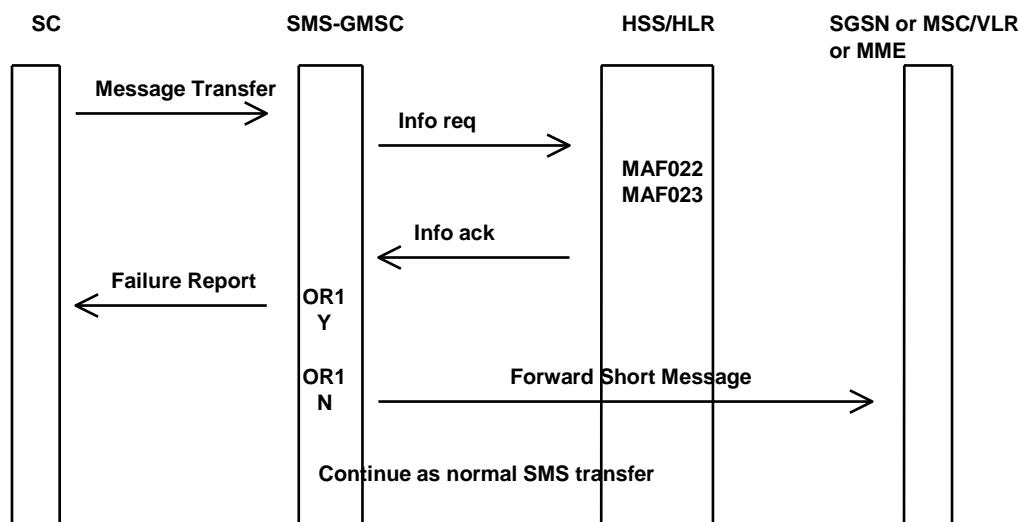 SC
SMS-GMSC
HSS/HLR
SGSN or MSC/VLR
or MME
Message Transfer
Info req
MAF022
MAF023
Info ack
Failure Report
OR1
Y
OR1
N
Forward Short Message
Continue as normal SMS transfer